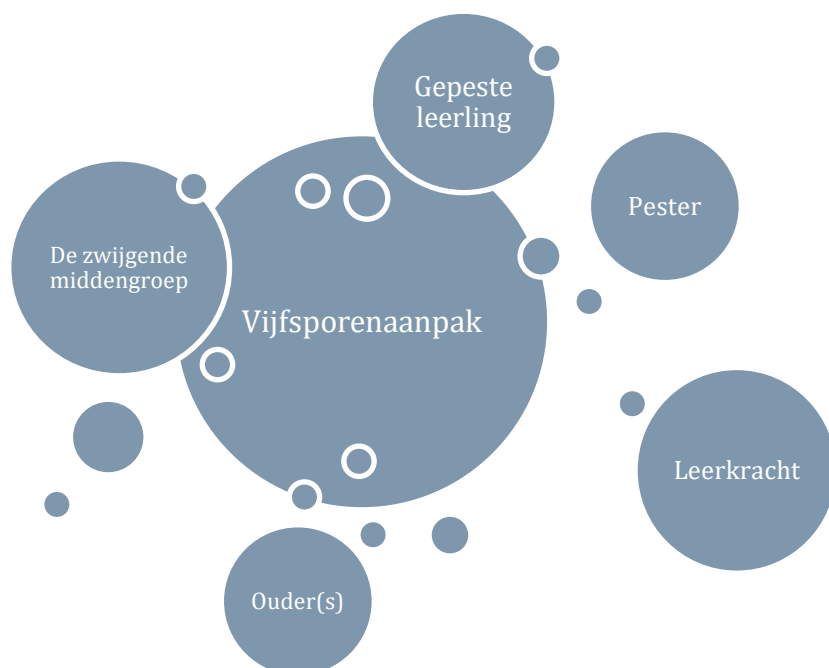 Gepeste
leerling
Pester
De zwijgende
middengroep
Vijfsporenaanpak
Leerkracht
Ouder(s)